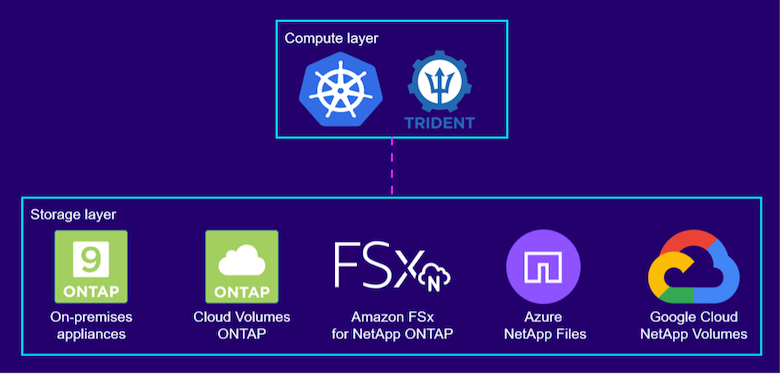 Compute layer
TRIDENT
Storage layer
9
ONTAP
On-premises
appliances
ONTAP
Cloud Volumes
ONTAP
FSx
N
Amazon FSx
for NetApp ONTAP
Azure
NetApp Files
Google Cloud
NetApp Volumes